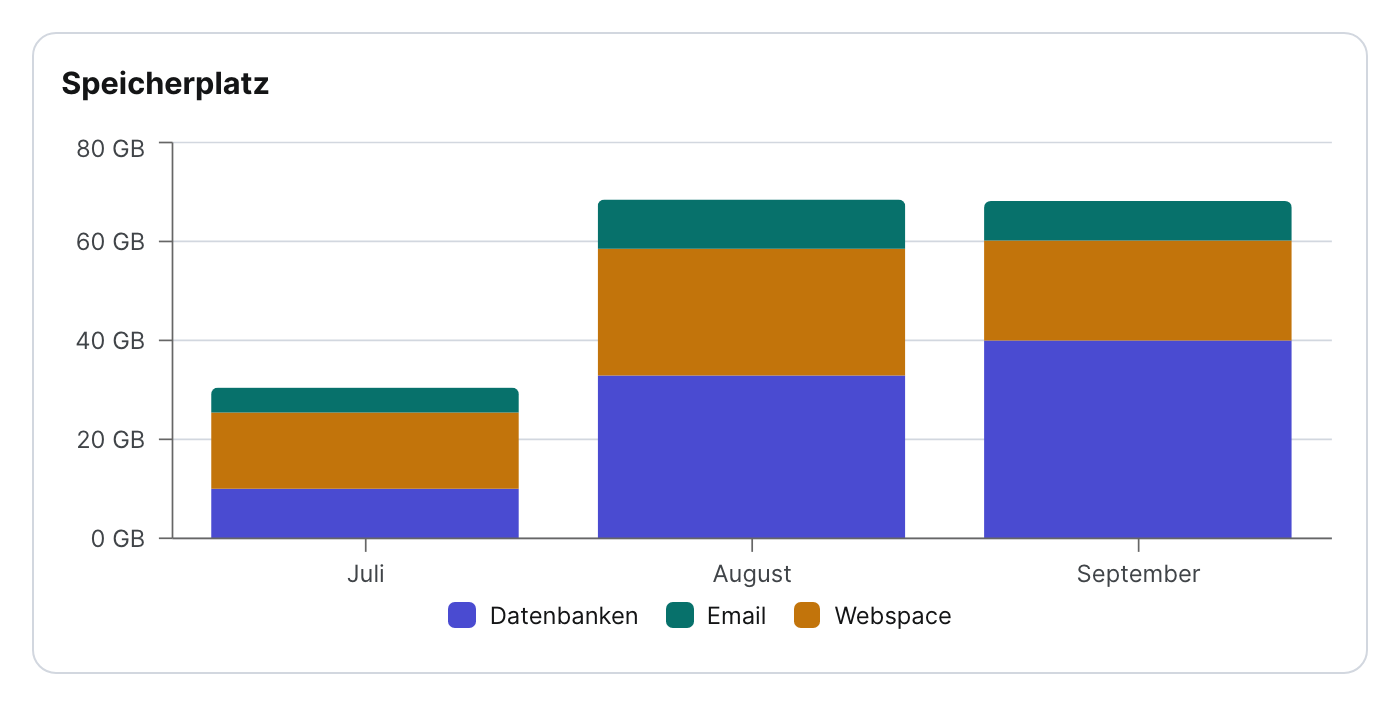 Speicherplatz
80 GB
60 GB
40 GB
20 GB
0 GB
Juli August September
Datenbanken Email Webspace